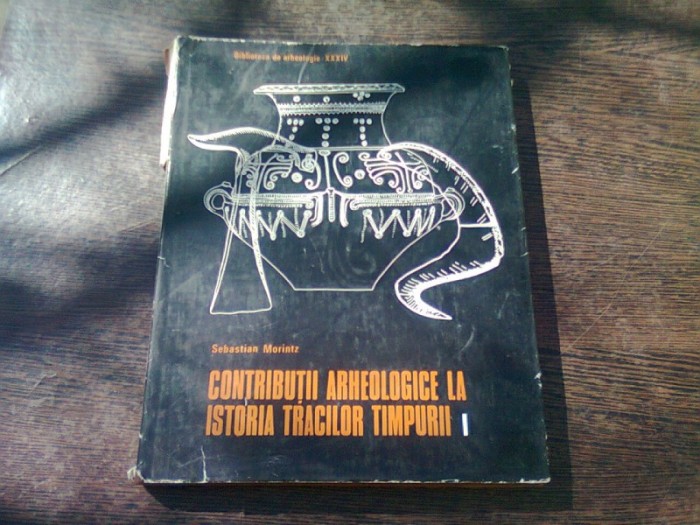 Biblioteca de arheologie XXXIV
Sebastian Morintz
CONTRIBUȚII ARHEOLOGICE LA
ISTORIA TRACILOR TIMPURII I